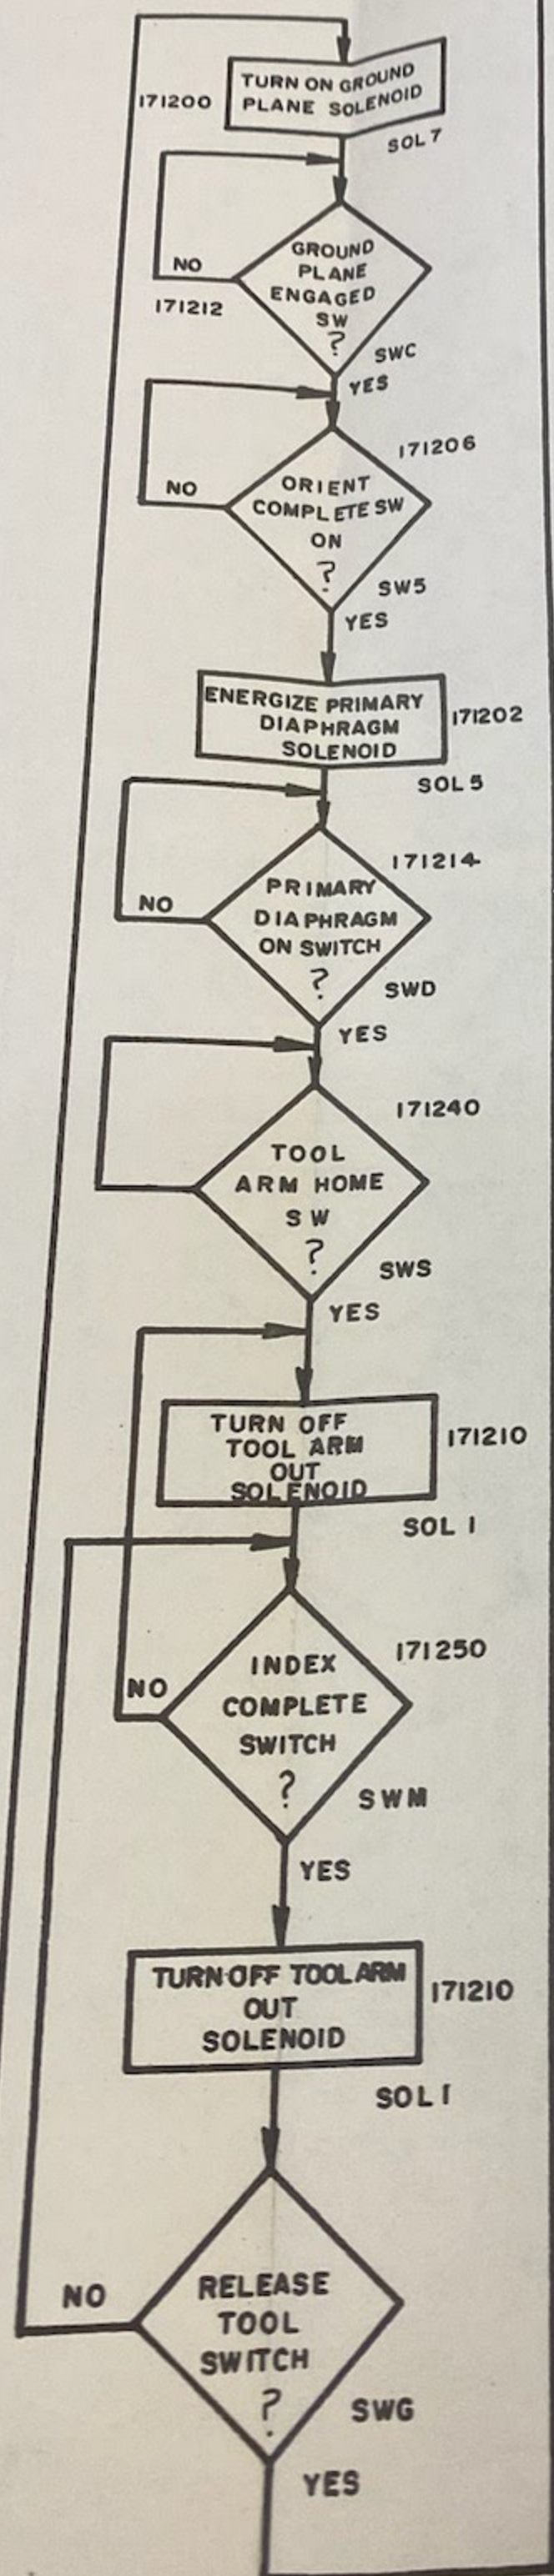 TURN ON GROUND
PLANE SOLENOID
171200
SOL 7
GROUND
PLANE
ENGAGED
SW
?
NO
171212
SWC
YES
171206
ORIENT
COMPLETE SW
ON
?
NO
SW5
YES
ENERGIZE PRIMARY
DIAPHRAGM
SOLENOID
171202
SOL 5
171214
PRIMARY
DIAPHRAGM
ON SWITCH
?
NO
SWD
YES
171240
TOOL
ARM HOME
SW
?
SWS
YES
TURN OFF
TOOL ARM
OUT
SOLENOID
171210
SOL 1
171250
INDEX
COMPLETE
SWITCH
?
NO
SWM
YES
TURN OFF TOOL ARM
OUT
SOLENOID
171210
SOL 1
RELEASE
TOOL
SWITCH
?
NO
SWG
YES